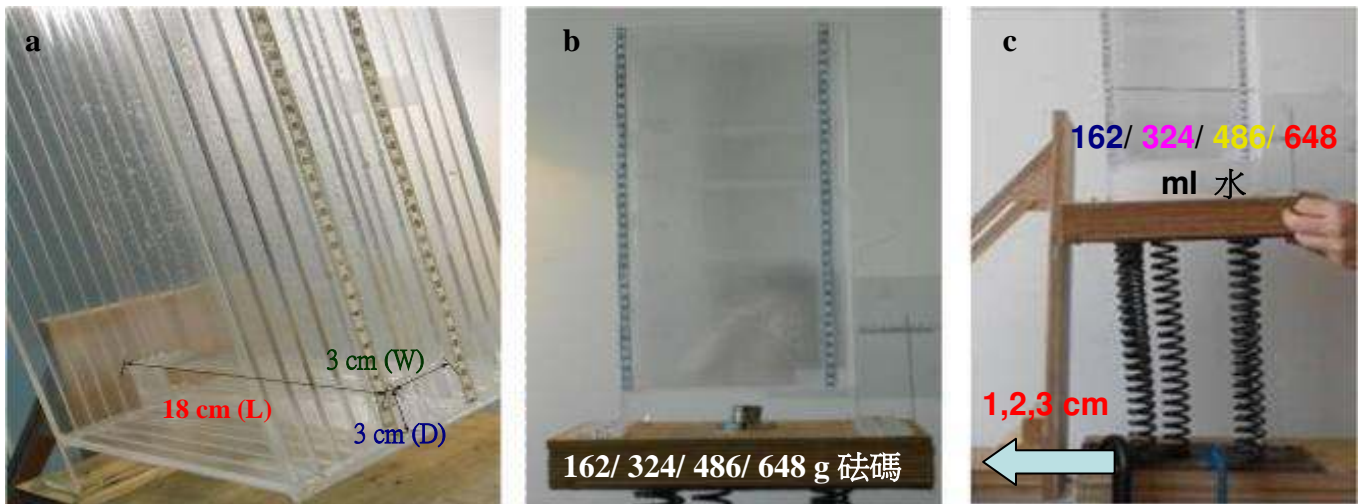 a
3 cm (W)
18 cm (L)
3 cm (D)
b
162/ 324/ 486/ 648 g 砝碼
c
162/ 324/ 486/ 648
ml 水
1,2,3 cm